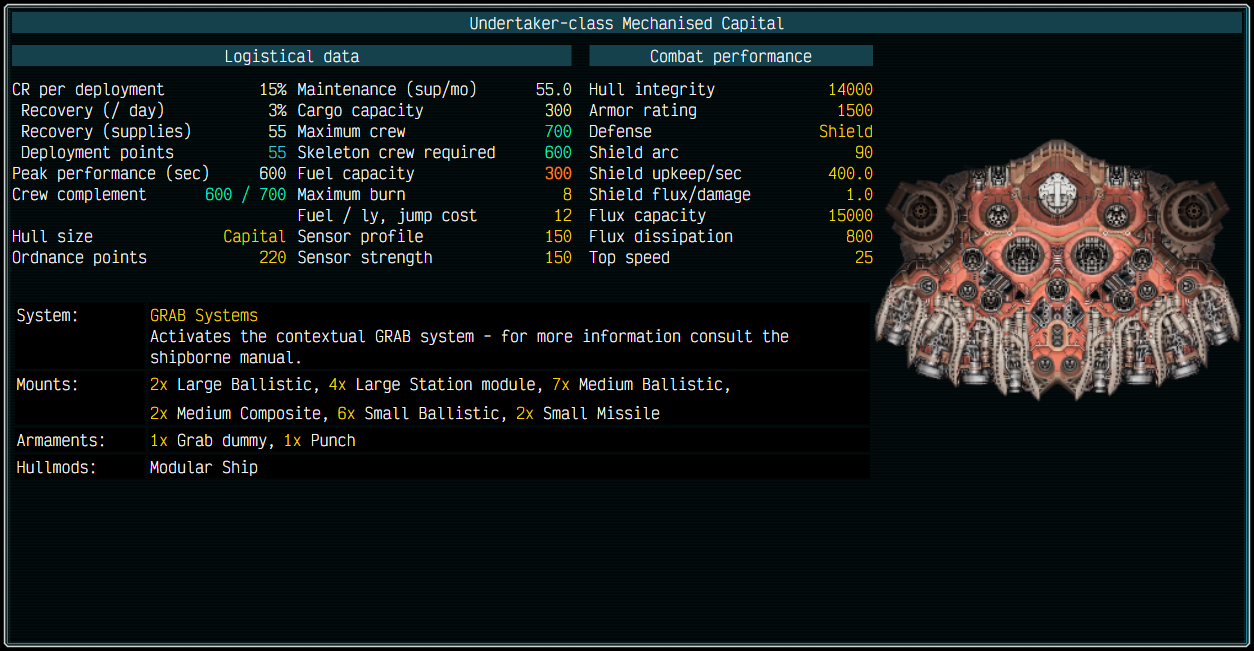 Undertaker-class Mechanised Capital
Logistical data
CR per deployment 15%
Recovery (/ day) 3%
Recovery (supplies) 55
Deployment points 55
Peak performance (sec) 600
Crew complement 600 / 700
Hull size Capital
Ordnance points 220
Maintenance (sup/mo) 55.0
Cargo capacity 300
Maximum crew 700
Skeleton crew required 600
Fuel capacity 300
Maximum burn 8
Fuel / ly, jump cost 12
Sensor profile 150
Sensor strength 150
Combat performance
Hull integrity 14000
Armor rating 1500
Defense Shield
Shield arc 90
Shield upkeep/sec 400.0
Shield flux/damage 1.0
Flux capacity 15000
Flux dissipation 800
Top speed 25
System: GRAB Systems
Activates the contextual GRAB system - for more information consult the
shipborne manual.
Mounts: 2x Large Ballistic, 4x Large Station module, 7x Medium Ballistic,
2x Medium Composite, 6x Small Ballistic, 2x Small Missile
Armaments: 1x Grab dummy, 1x Punch
Hullmods: Modular Ship